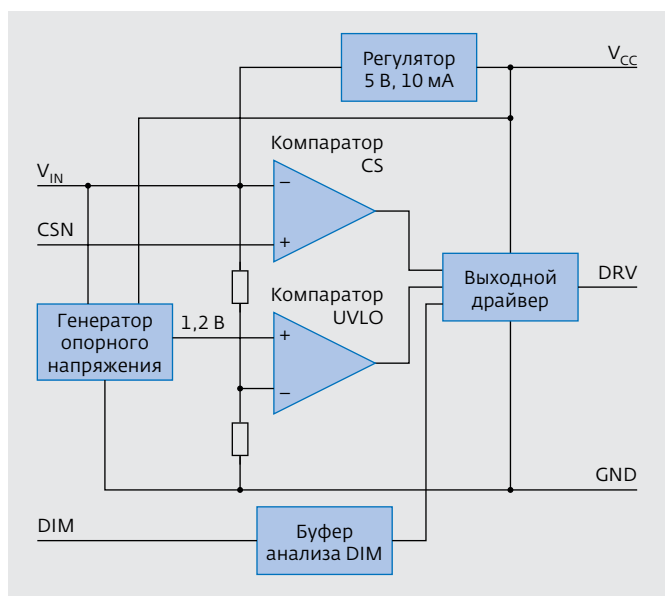 Регулятор
5 В, 10 мА
V_CC
Компаратор
CS
V_IN
−
CSN
+
Выходной
драйвер
DRV
Компаратор
UVLO
Генератор
опорного
напряжения
1,2 В
+
−
GND
DIM
Буфер
анализа DIM